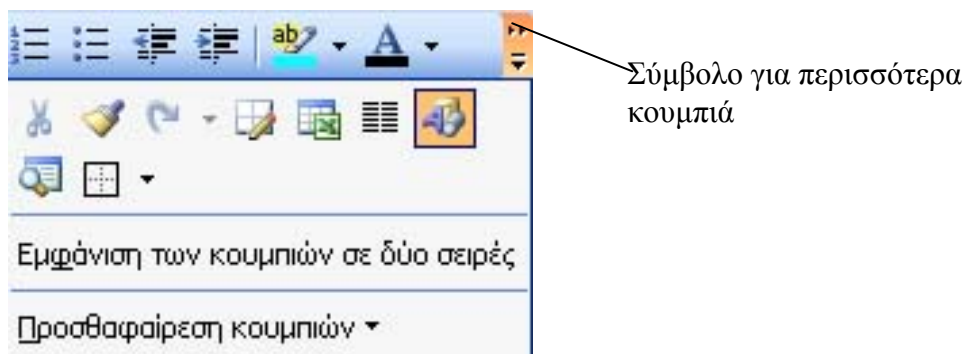 Σύμβολο για περισσότερα
κουμπιά
Εμφάνιση των κουμπιών σε δύο σειρές
Προσθαφαίρεση κουμπιών